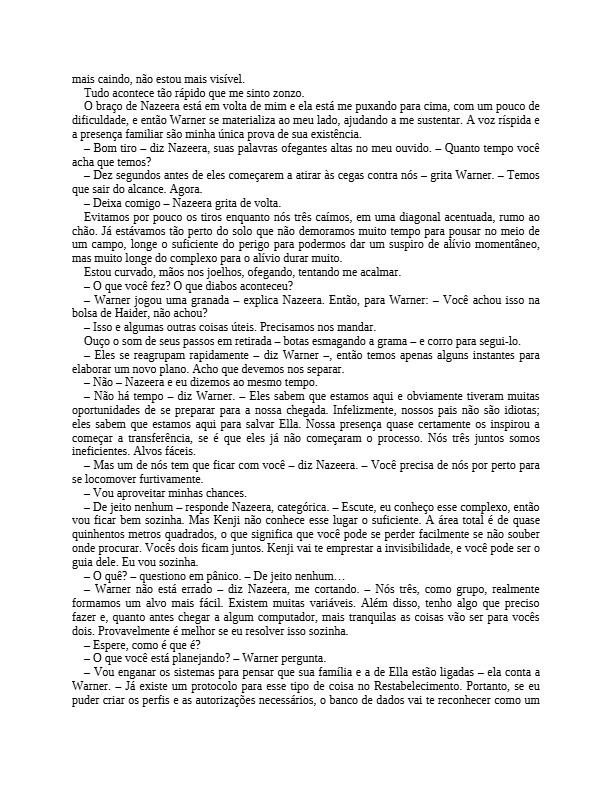 mais caindo, não estou mais visível.
Tudo acontece tão rápido que me sinto zonzo.
O braço de Nazeera está em volta de mim e ela está me puxando para cima, com um pouco de
dificuldade, e então Warner se materializa ao meu lado, ajudando a me sustentar. A voz ríspida e
a presença familiar são minha única prova de sua existência.
– Bom tiro – diz Nazeera, suas palavras ofegantes altas no meu ouvido. – Quanto tempo você
acha que temos?
– Dez segundos antes de eles começarem a atirar às cegas contra nós – grita Warner. – Temos
que sair do alcance. Agora.
– Deixa comigo – Nazeera grita de volta.
Evitamos por pouco os tiros enquanto nós três caímos, em uma diagonal acentuada, rumo ao
chão. Já estávamos tão perto do solo que não demoramos muito tempo para pousar no meio de
um campo, longe o suficiente do perigo para podermos dar um suspiro de alívio momentâneo,
mas muito longe do complexo para o alívio durar muito.
Estou curvado, mãos nos joelhos, ofegando, tentando me acalmar.
– O que você fez? O que diabos aconteceu?
– Warner jogou uma granada – explica Nazeera. Então, para Warner: – Você achou isso na
bolsa de Haider, não achou?
– Isso e algumas outras coisas úteis. Precisamos nos mandar.
Ouço o som de seus passos em retirada – botas esmagando a grama – e corro para segui-lo.
– Eles se reagrupam rapidamente – diz Warner –, então temos apenas alguns instantes para
elaborar um novo plano. Acho que devemos nos separar.
– Não – Nazeera e eu dizemos ao mesmo tempo.
– Não há tempo – diz Warner. – Eles sabem que estamos aqui e obviamente tiveram muitas
oportunidades de se preparar para a nossa chegada. Infelizmente, nossos pais não são idiotas;
eles sabem que estamos aqui para salvar Ella. Nossa presença quase certamente os inspirou a
começar a transferência, se é que eles já não começaram o processo. Nós três juntos somos
ineficientes. Alvos fáceis.
– Mas um de nós tem que ficar com você – diz Nazeera. – Você precisa de nós por perto para
se locomover furtivamente.
– Vou aproveitar minhas chances.
– De jeito nenhum – responde Nazeera, categórica. – Escute, eu conheço esse complexo, então
vou ficar bem sozinha. Mas Kenji não conhece esse lugar o suficiente. A área total é de quase
quinhentos metros quadrados, o que significa que você pode se perder facilmente se não souber
onde procurar. Vocês dois ficam juntos. Kenji vai te emprestar a invisibilidade, e você pode ser o
guia dele. Eu vou sozinha.
– O quê? – questiono em pânico. – De jeito nenhum…
– Warner não está errado – diz Nazeera, me cortando. – Nós três, como grupo, realmente
formamos um alvo mais fácil. Existem muitas variáveis. Além disso, tenho algo que preciso
fazer e, quanto antes chegar a algum computador, mais tranquilas as coisas vão ser para vocês
dois. Provavelmente é melhor se eu resolver isso sozinha.
– Espere, como é que é?
– O que você está planejando? – Warner pergunta.
– Vou enganar os sistemas para pensar que sua família e a de Ella estão ligadas – ela conta a
Warner. – Já existe um protocolo para esse tipo de coisa no Restabelecimento. Portanto, se eu
puder criar os perfis e as autorizações necessários, o banco de dados vai te reconhecer como um